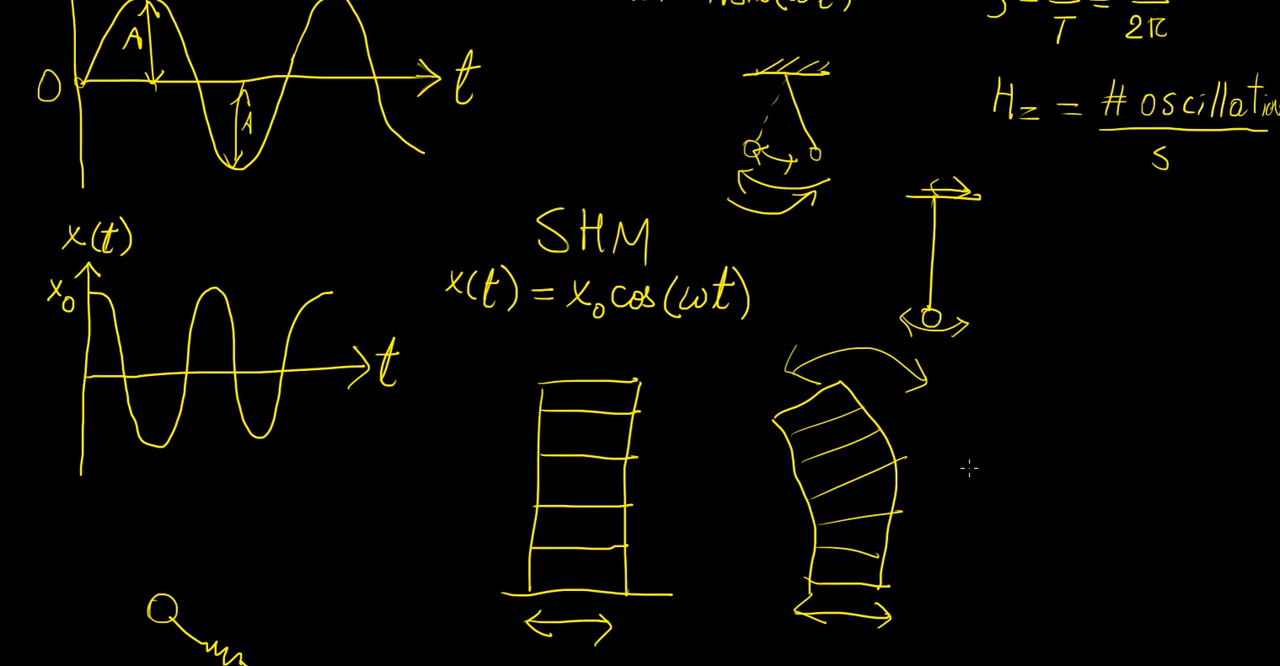 A
0
t
A
T = 2π
Hz = # oscillation
s
x(t)
x₀
t
SHM
x(t) = x₀cos(ωt)